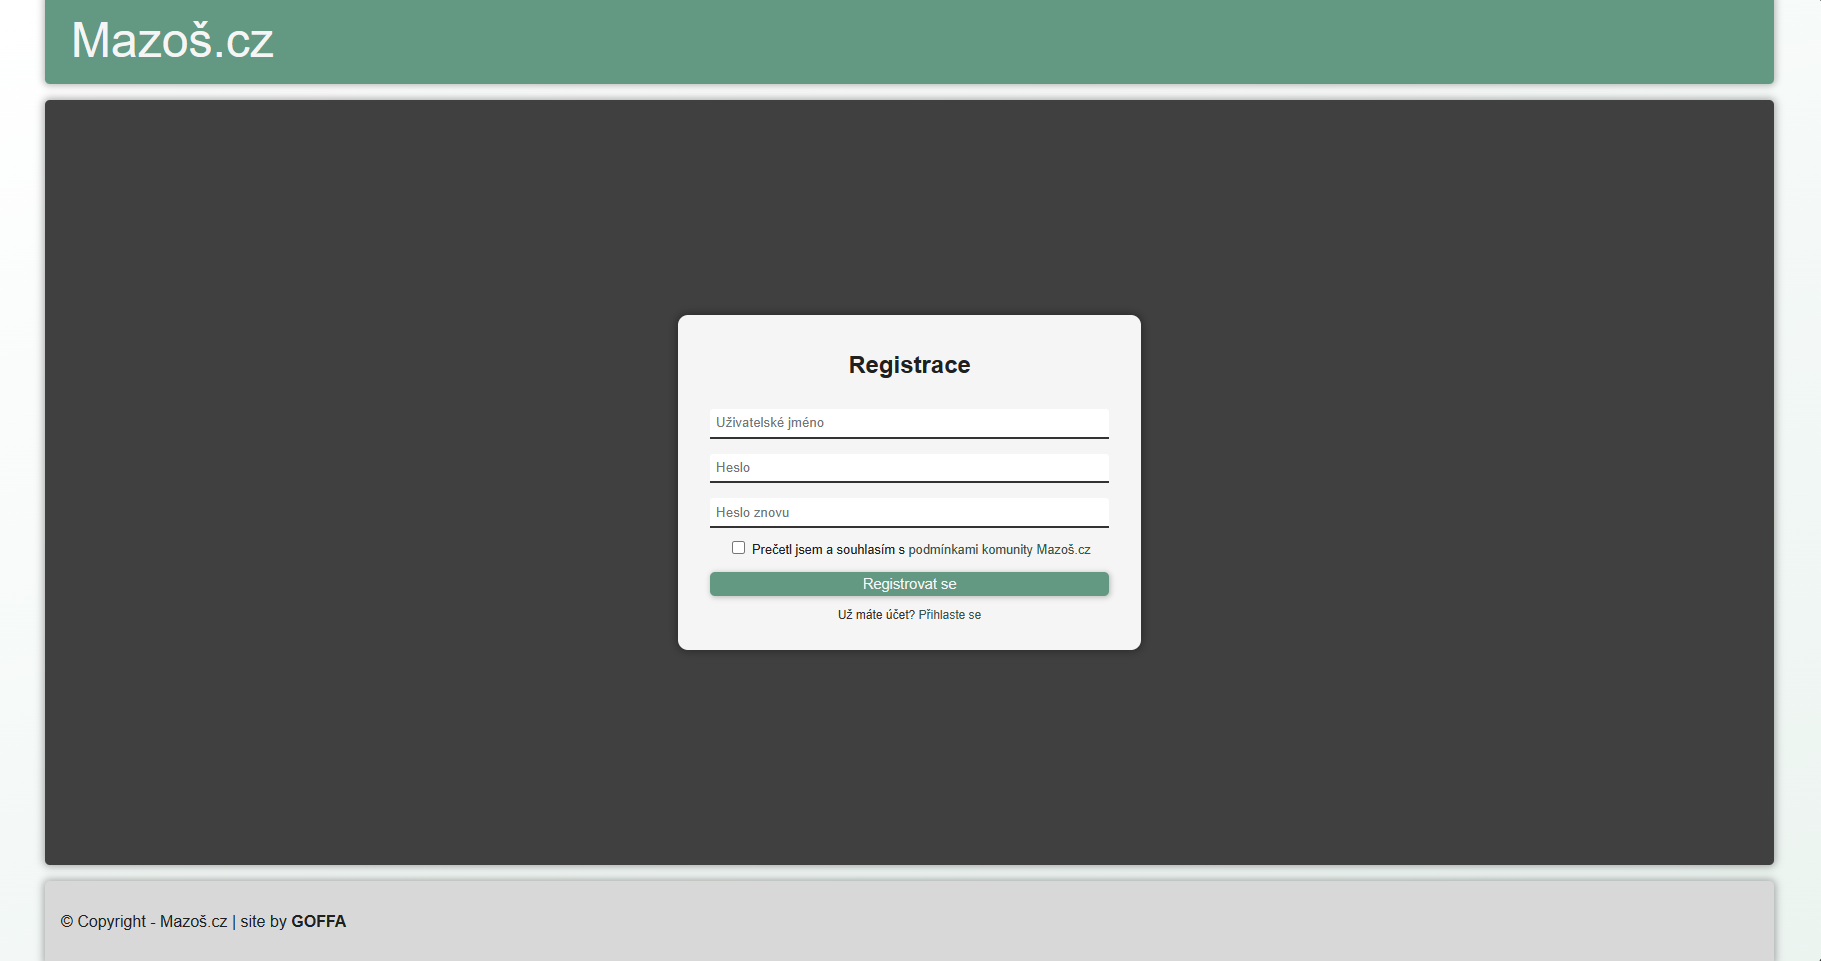 Mazoš.cz
Registrace
Uživatelské jméno
Heslo
Heslo znovu
Prečetl jsem a souhlasím s podmínkami komunity Mazoš.cz
Registrovat se
Už máte účet? Přihlaste se
© Copyright - Mazoš.cz | site by GOFFA